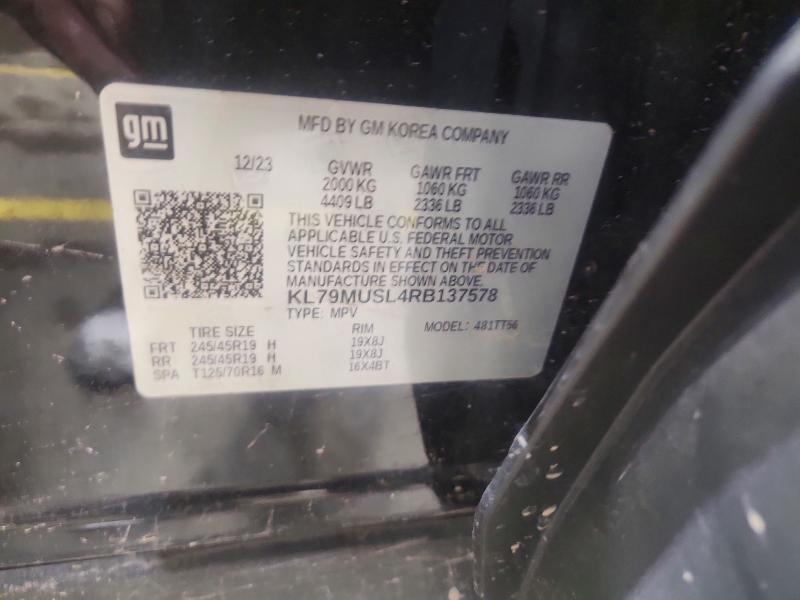 gm
MFD BY GM KOREA COMPANY
12/23 GVWR GAWR FRT GAWR RR
2000 KG 1060 KG 1060 KG
4409 LB 2336 LB 2336 LB
THIS VEHICLE CONFORMS TO ALL
APPLICABLE U.S. FEDERAL MOTOR
VEHICLE SAFETY AND THEFT PREVENTION
STANDARDS IN EFFECT ON THE DATE OF
MANUFACTURE SHOWN ABOVE.
KL79MUSL4RB137578
TYPE: MPV MODEL: 481TT56
TIRE SIZE RIM
FRT 245/45R19 H 19X8J
RR 245/45R19 H 19X8J
SPA T125/70R16 M 16X4BT